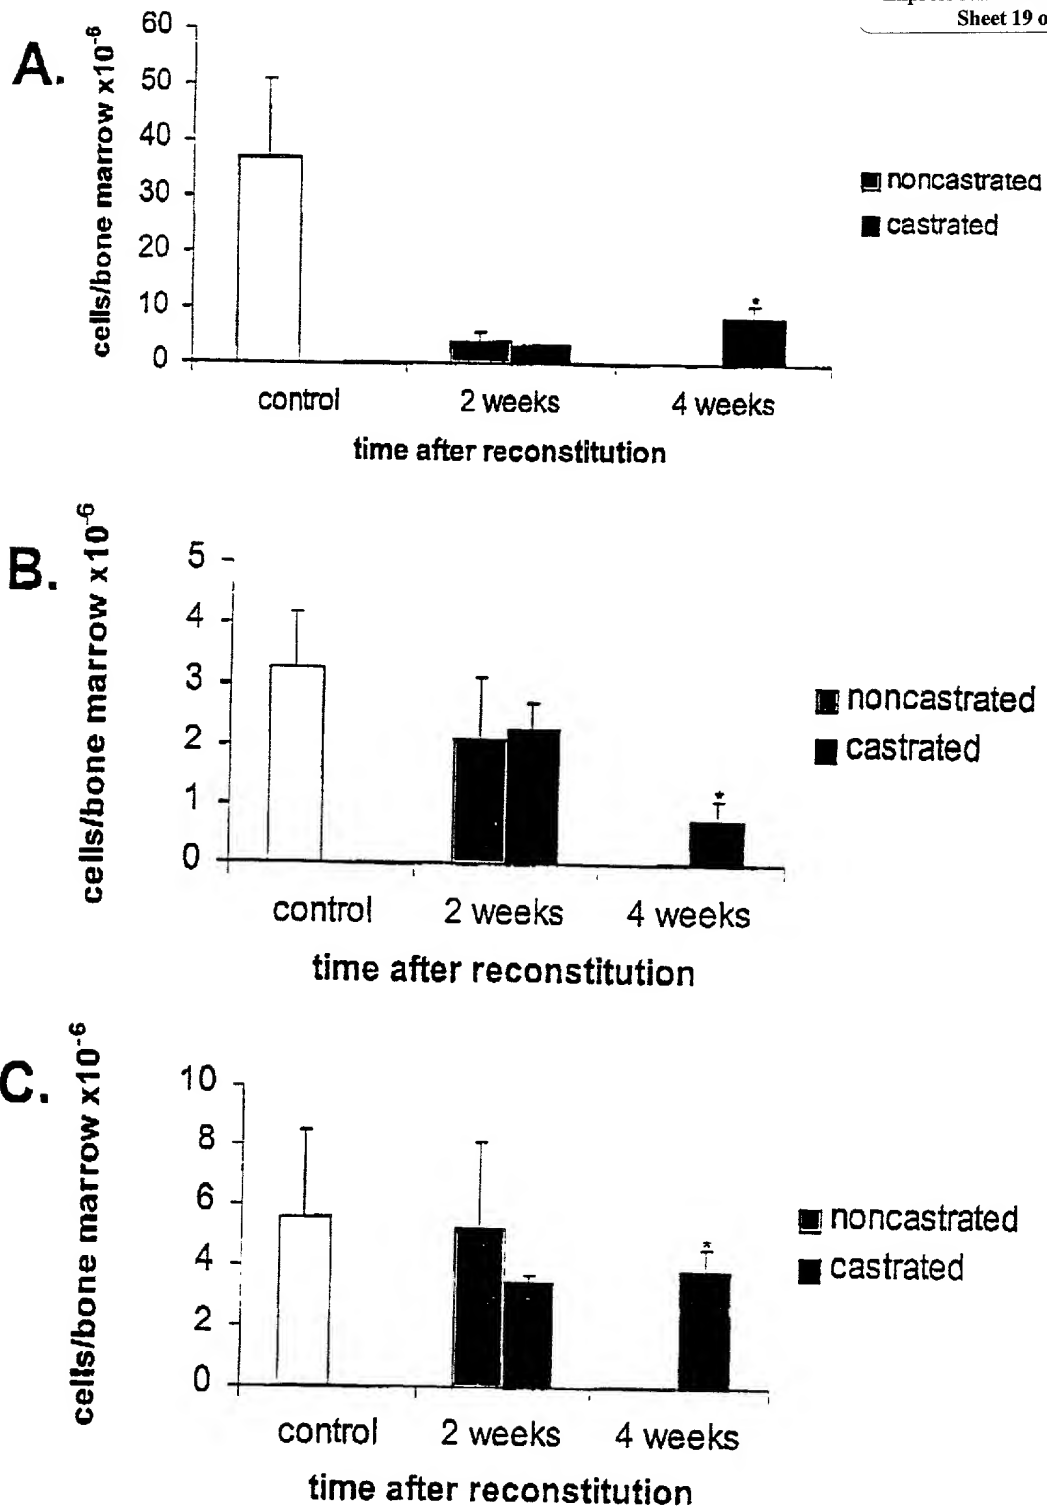 Sheet 19 o
A.
cells/bone marrow x10-6
60
50
40
30
20
10
0
*
noncastrated
castrated
control
2 weeks
4 weeks
time after reconstitution
B.
cells/bone marrow x10-6
5
4
3
2
1
0
*
noncastrated
castrated
control
2 weeks
4 weeks
time after reconstitution
C.
cells/bone marrow x10-6
10
8
6
4
2
0
*
noncastrated
castrated
control
2 weeks
4 weeks
time after reconstitution